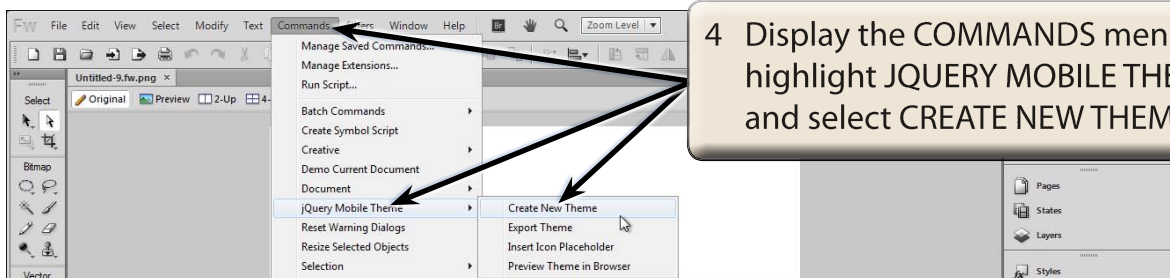 Fw File Edit View Select Modify Text Commands Filters Window Help Br Zoom Level
4 Display the COMMANDS men
highlight JQUERY MOBILE THE
and select CREATE NEW THEM
Untitled-9.fw.png ×
Select
Original Preview 2-Up 4-
Bitmap
Vector
Manage Saved Commands...
Manage Extensions...
Run Script...
Batch Commands
Create Symbol Script
Creative
Demo Current Document
Document
jQuery Mobile Theme
Reset Warning Dialogs
Resize Selected Objects
Selection
Create New Theme
Export Theme
Insert Icon Placeholder
Preview Theme in Browser
Pages
States
Layers
Styles